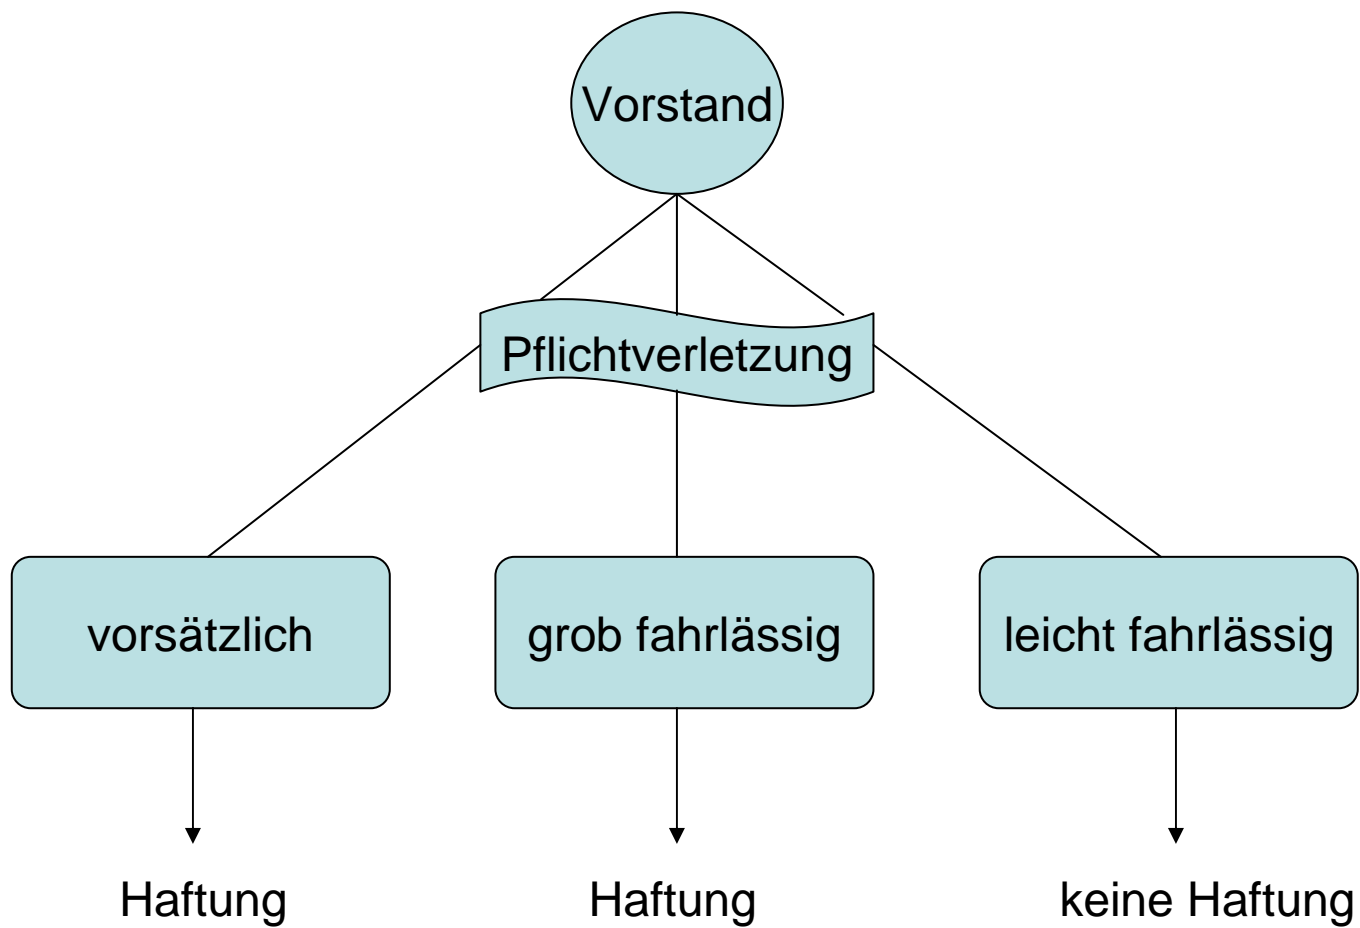 Vorstand
Pflichtverletzung
vorsätzlich
grob fahrlässig
leicht fahrlässig
Haftung
Haftung
keine Haftung